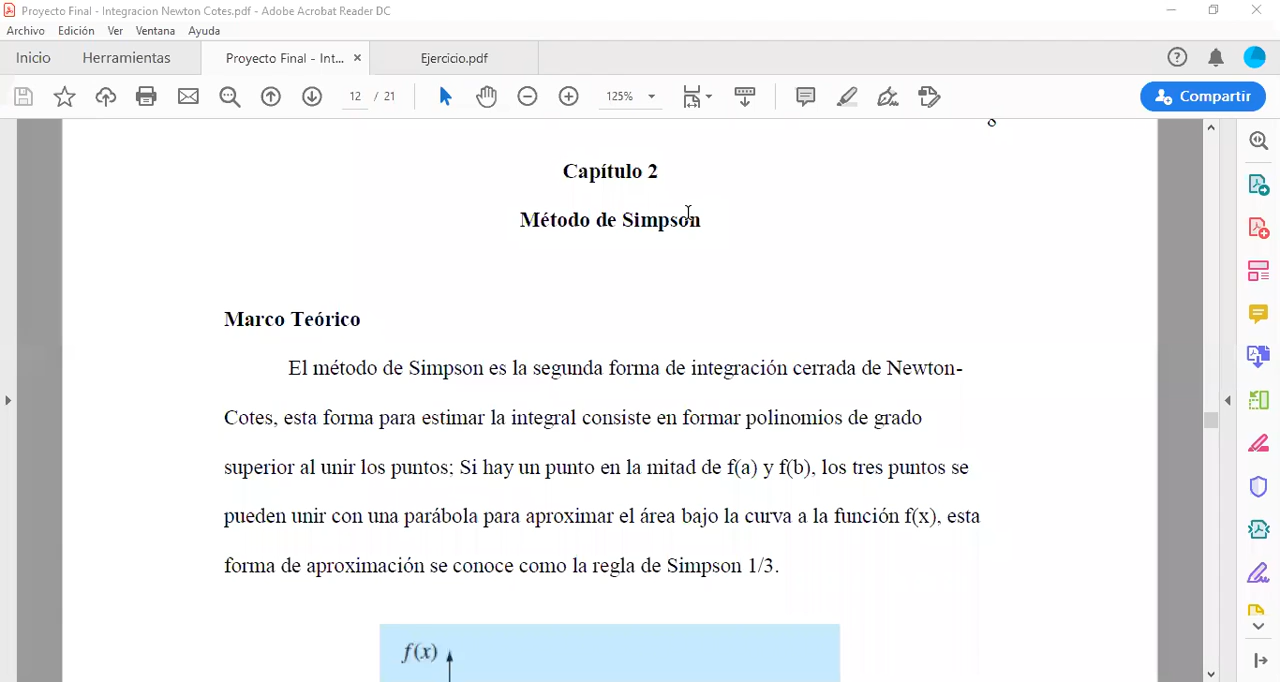 Proyecto Final - Integracion Newton Cotes.pdf - Adobe Acrobat Reader DC
Archivo Edición Ver Ventana Ayuda
Inicio Herramientas Proyecto Final - Int... × Ejercicio.pdf
12 / 21 125% Compartir
Capítulo 2
Método de Simpson
Marco Teórico
El método de Simpson es la segunda forma de integración cerrada de Newton-
Cotes, esta forma para estimar la integral consiste en formar polinomios de grado
superior al unir los puntos; Si hay un punto en la mitad de f(a) y f(b), los tres puntos se
pueden unir con una parábola para aproximar el área bajo la curva a la función f(x), esta
forma de aproximación se conoce como la regla de Simpson 1/3.
f(x)